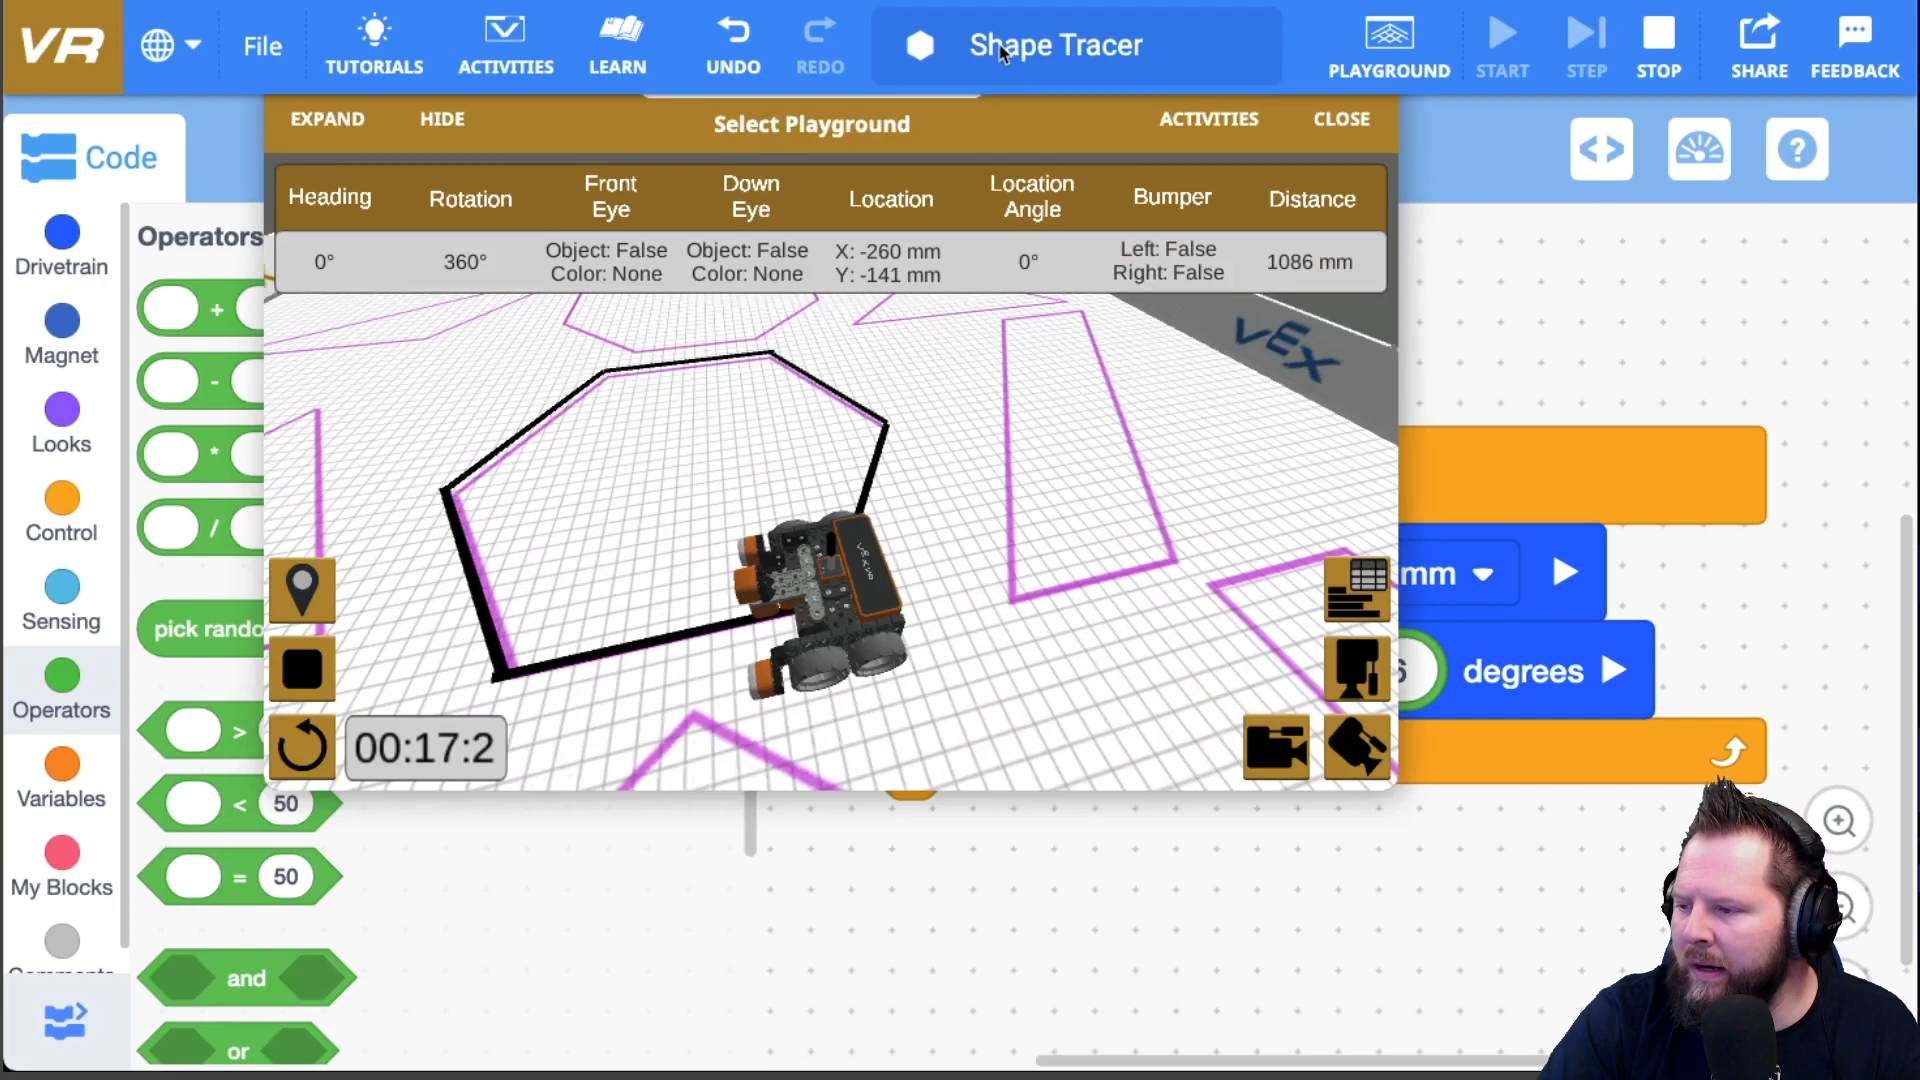 VR
File
TUTORIALS
ACTIVITIES
LEARN
UNDO
REDO
Shape Tracer
PLAYGROUND
START
STEP
STOP
SHARE
FEEDBACK
EXPAND
HIDE
Select Playground
ACTIVITIES
CLOSE
Code
Heading
Rotation
Front Eye
Down Eye
Location
Location Angle
Bumper
Distance
0°
360°
Object: False
Color: None
Object: False
Color: None
X: -260 mm
Y: -141 mm
0°
Left: False
Right: False
1086 mm
Drivetrain
Magnet
Looks
Control
Sensing
Operators
Variables
My Blocks
Operators
+
-
*
/
pick rando
>
< 50
= 50
and
or
VEX
VEX VR
00:17:2
mm
6 degrees